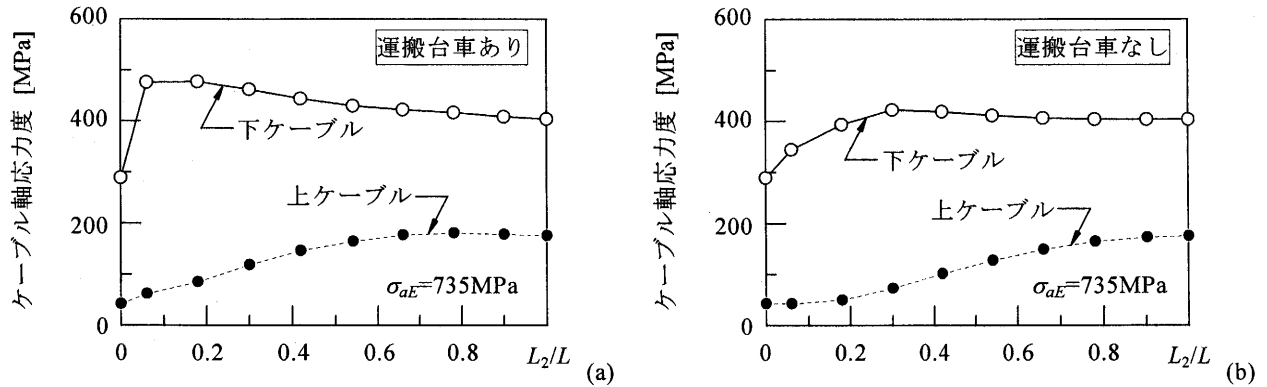 ケーブル軸応力度 [MPa]
600
400
200
0
運搬台車あり
下ケーブル
上ケーブル
σaE=735MPa
0 0.2 0.4 0.6 0.8 L2/L
(a)
ケーブル軸応力度 [MPa]
600
400
200
0
運搬台車なし
下ケーブル
上ケーブル
σaE=735MPa
0 0.2 0.4 0.6 0.8 L2/L
(b)